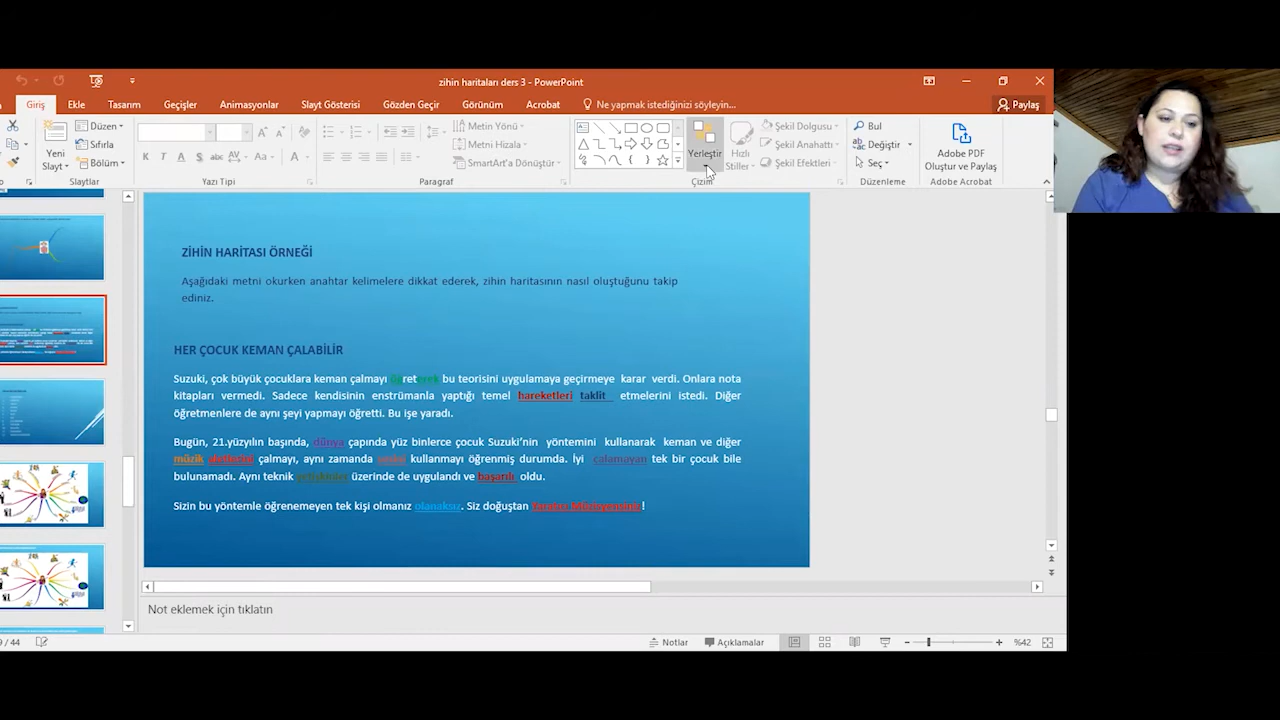 zihin haritaları ders 3 - PowerPoint
Giriş Ekle Tasarım Geçişler Animasyonlar Slayt Gösterisi Gözden Geçir Görünüm Acrobat Ne yapmak istediğinizi söyleyin... Paylaş
Yeni Slayt
Düzen
Sıfırla
Bölüm
Slaytlar
K T A S abc AV Aa A
Yazı Tipi
Metin Yönü
Metni Hizala
SmartArt'a Dönüştür
Paragraf
Yerleştir
Hızlı Stiller
Şekil Dolgusu
Şekil Anahattı
Şekil Efektleri
Çizim
Bul
Değiştir
Seç
Düzenleme
Adobe PDF
Oluştur ve Paylaş
Adobe Acrobat
ZİHİN HARİTASI ÖRNEĞİ
Aşağıdaki metni okurken anahtar kelimelere dikkat ederek, zihin haritasının nasıl oluştuğunu takip
ediniz.
HER ÇOCUK KEMAN ÇALABİLİR
Suzuki, çok büyük çocuklara keman çalmayı öğreterek bu teorisini uygulamaya geçirmeye karar verdi. Onlara nota
kitapları vermedi. Sadece kendisinin enstrümanla yaptığı temel hareketleri taklit etmelerini istedi. Diğer
öğretmenlere de aynı şeyi yapmayı öğretti. Bu işe yaradı.
Bugün, 21.yüzyılın başında, dünya çapında yüz binlerce çocuk Suzuki'nin yöntemini kullanarak keman ve diğer
müzik çalmayı, aynı zamanda kullanmayı öğrenmiş durumda. İyi çalamayan tek bir çocuk bile
bulunamadı. Aynı teknik yetişkinler üzerinde de uygulandı ve başarılı oldu.
Sizin bu yöntemle öğrenemeyen tek kişi olmanız olanaksız. Siz doğuştan !
Not eklemek için tıklatın
/ 44
Notlar Açıklamalar %42